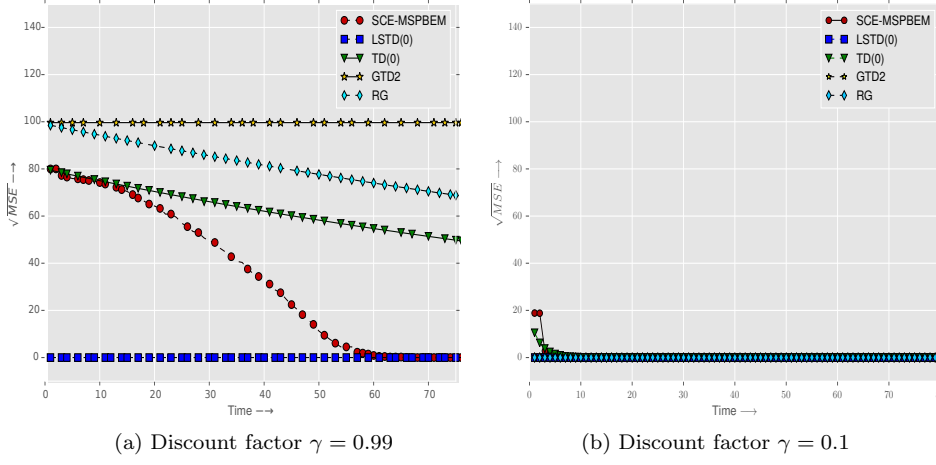 140
120
100
80
60
40
20
0
√MSE −→
0 10 20 30 40 50 60 70
Time −→
SCE-MSPBEM
LSTD(0)
TD(0)
GTD2
RG
(a) Discount factor γ = 0.99
140
120
100
80
60
40
20
0
√MSE →
0 10 20 30 40 50 60 70
Time →
SCE-MSPBEM
LSTD(0)
TD(0)
GTD2
RG
(b) Discount factor γ = 0.1